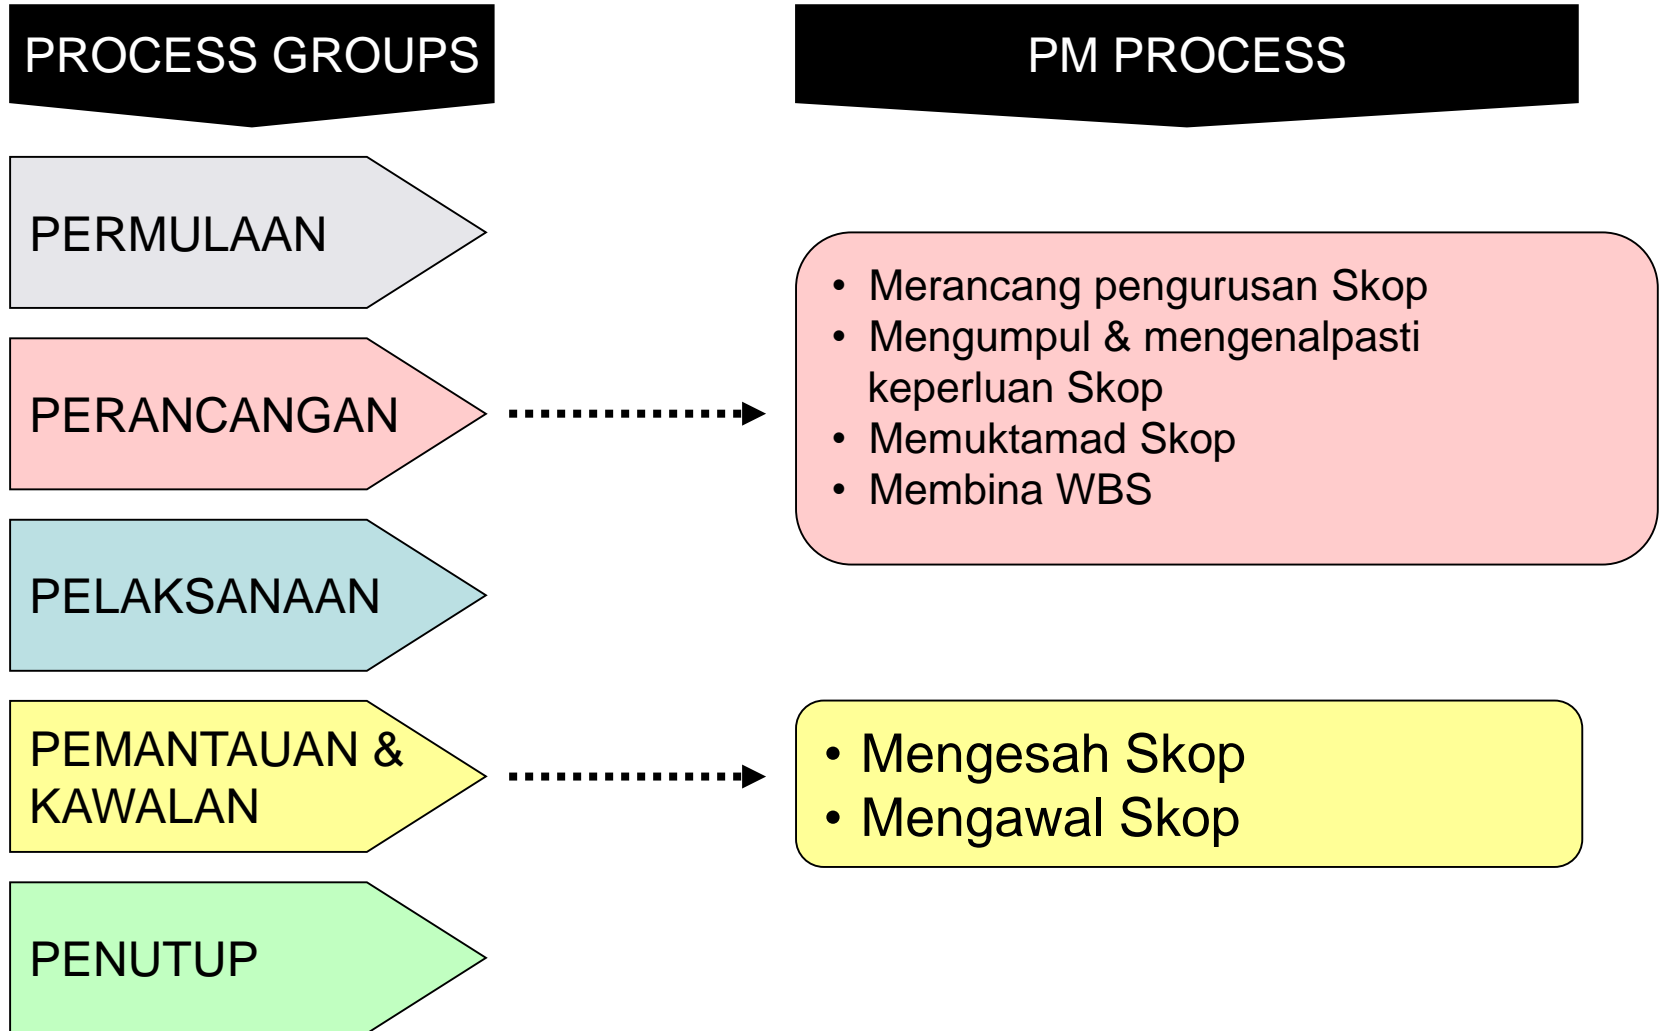 PROCESS GROUPS
PM PROCESS
PERMULAAN
PERANCANGAN
• Merancang pengurusan Skop
• Mengumpul & mengenalpasti
keperluan Skop
• Memuktamad Skop
• Membina WBS
PELAKSANAAN
PEMANTAUAN &
KAWALAN
• Mengesah Skop
• Mengawal Skop
PENUTUP